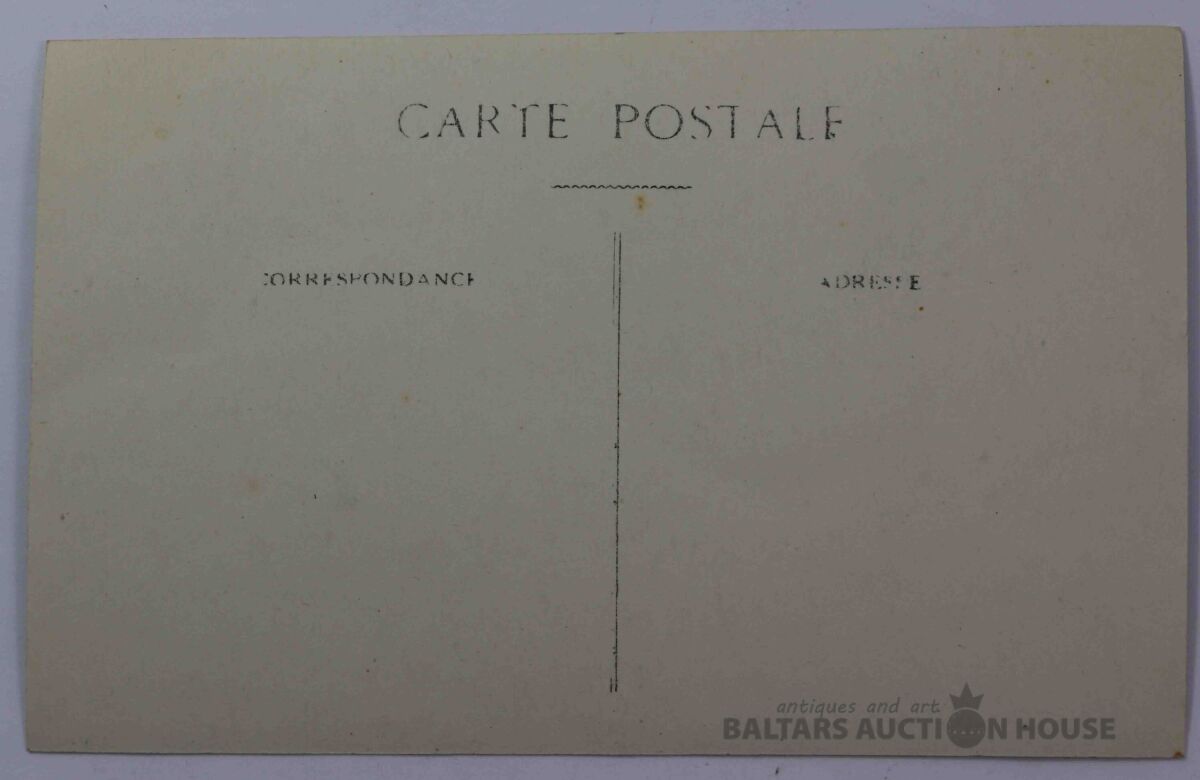 CARTE POSTALE
CORRESPONDANCE
ADRESSE
antiques and art
BALTARS AUCTION HOUSE